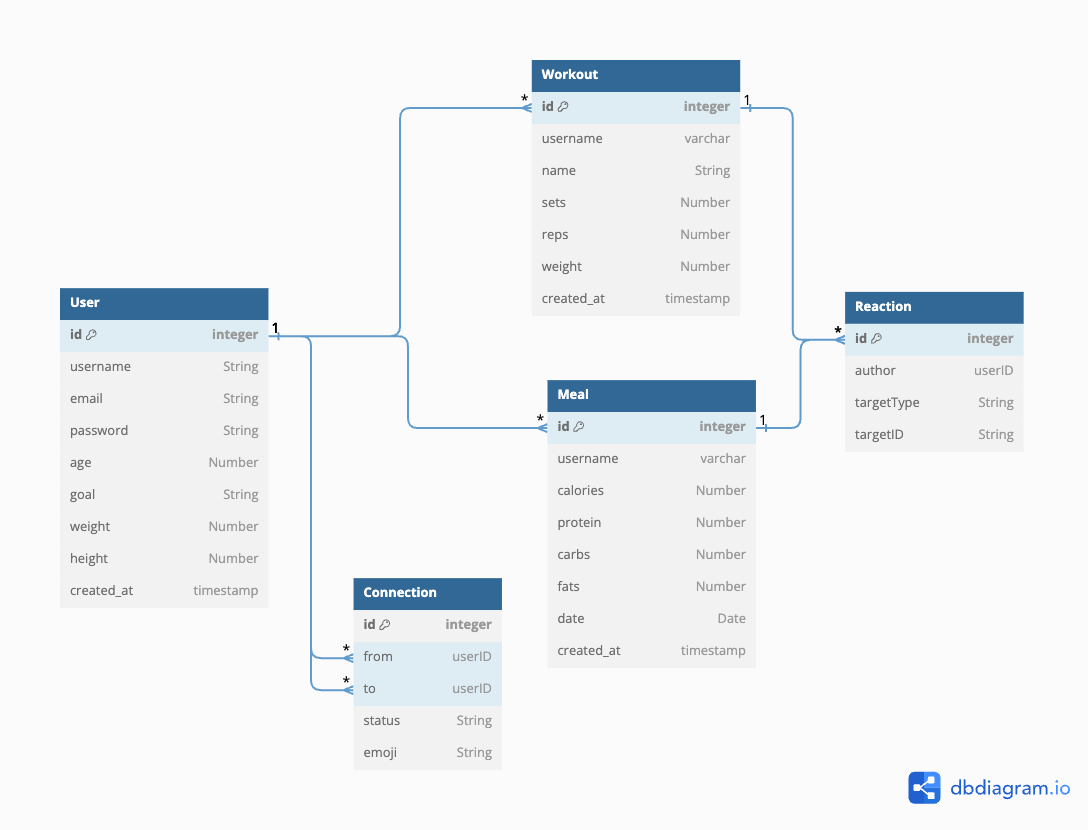 Workout
id integer
username varchar
name String
sets Number
reps Number
weight Number
created_at timestamp
* 1
User
id integer
username String
email String
password String
age Number
goal String
weight Number
height Number
created_at timestamp
1
Reaction
id integer
author userID
targetType String
targetID String
*
Meal
id integer
username varchar
calories Number
protein Number
carbs Number
fats Number
date Date
created_at timestamp
* 1
Connection
id integer
from userID
to userID
status String
emoji String
*
*
dbdiagram.io